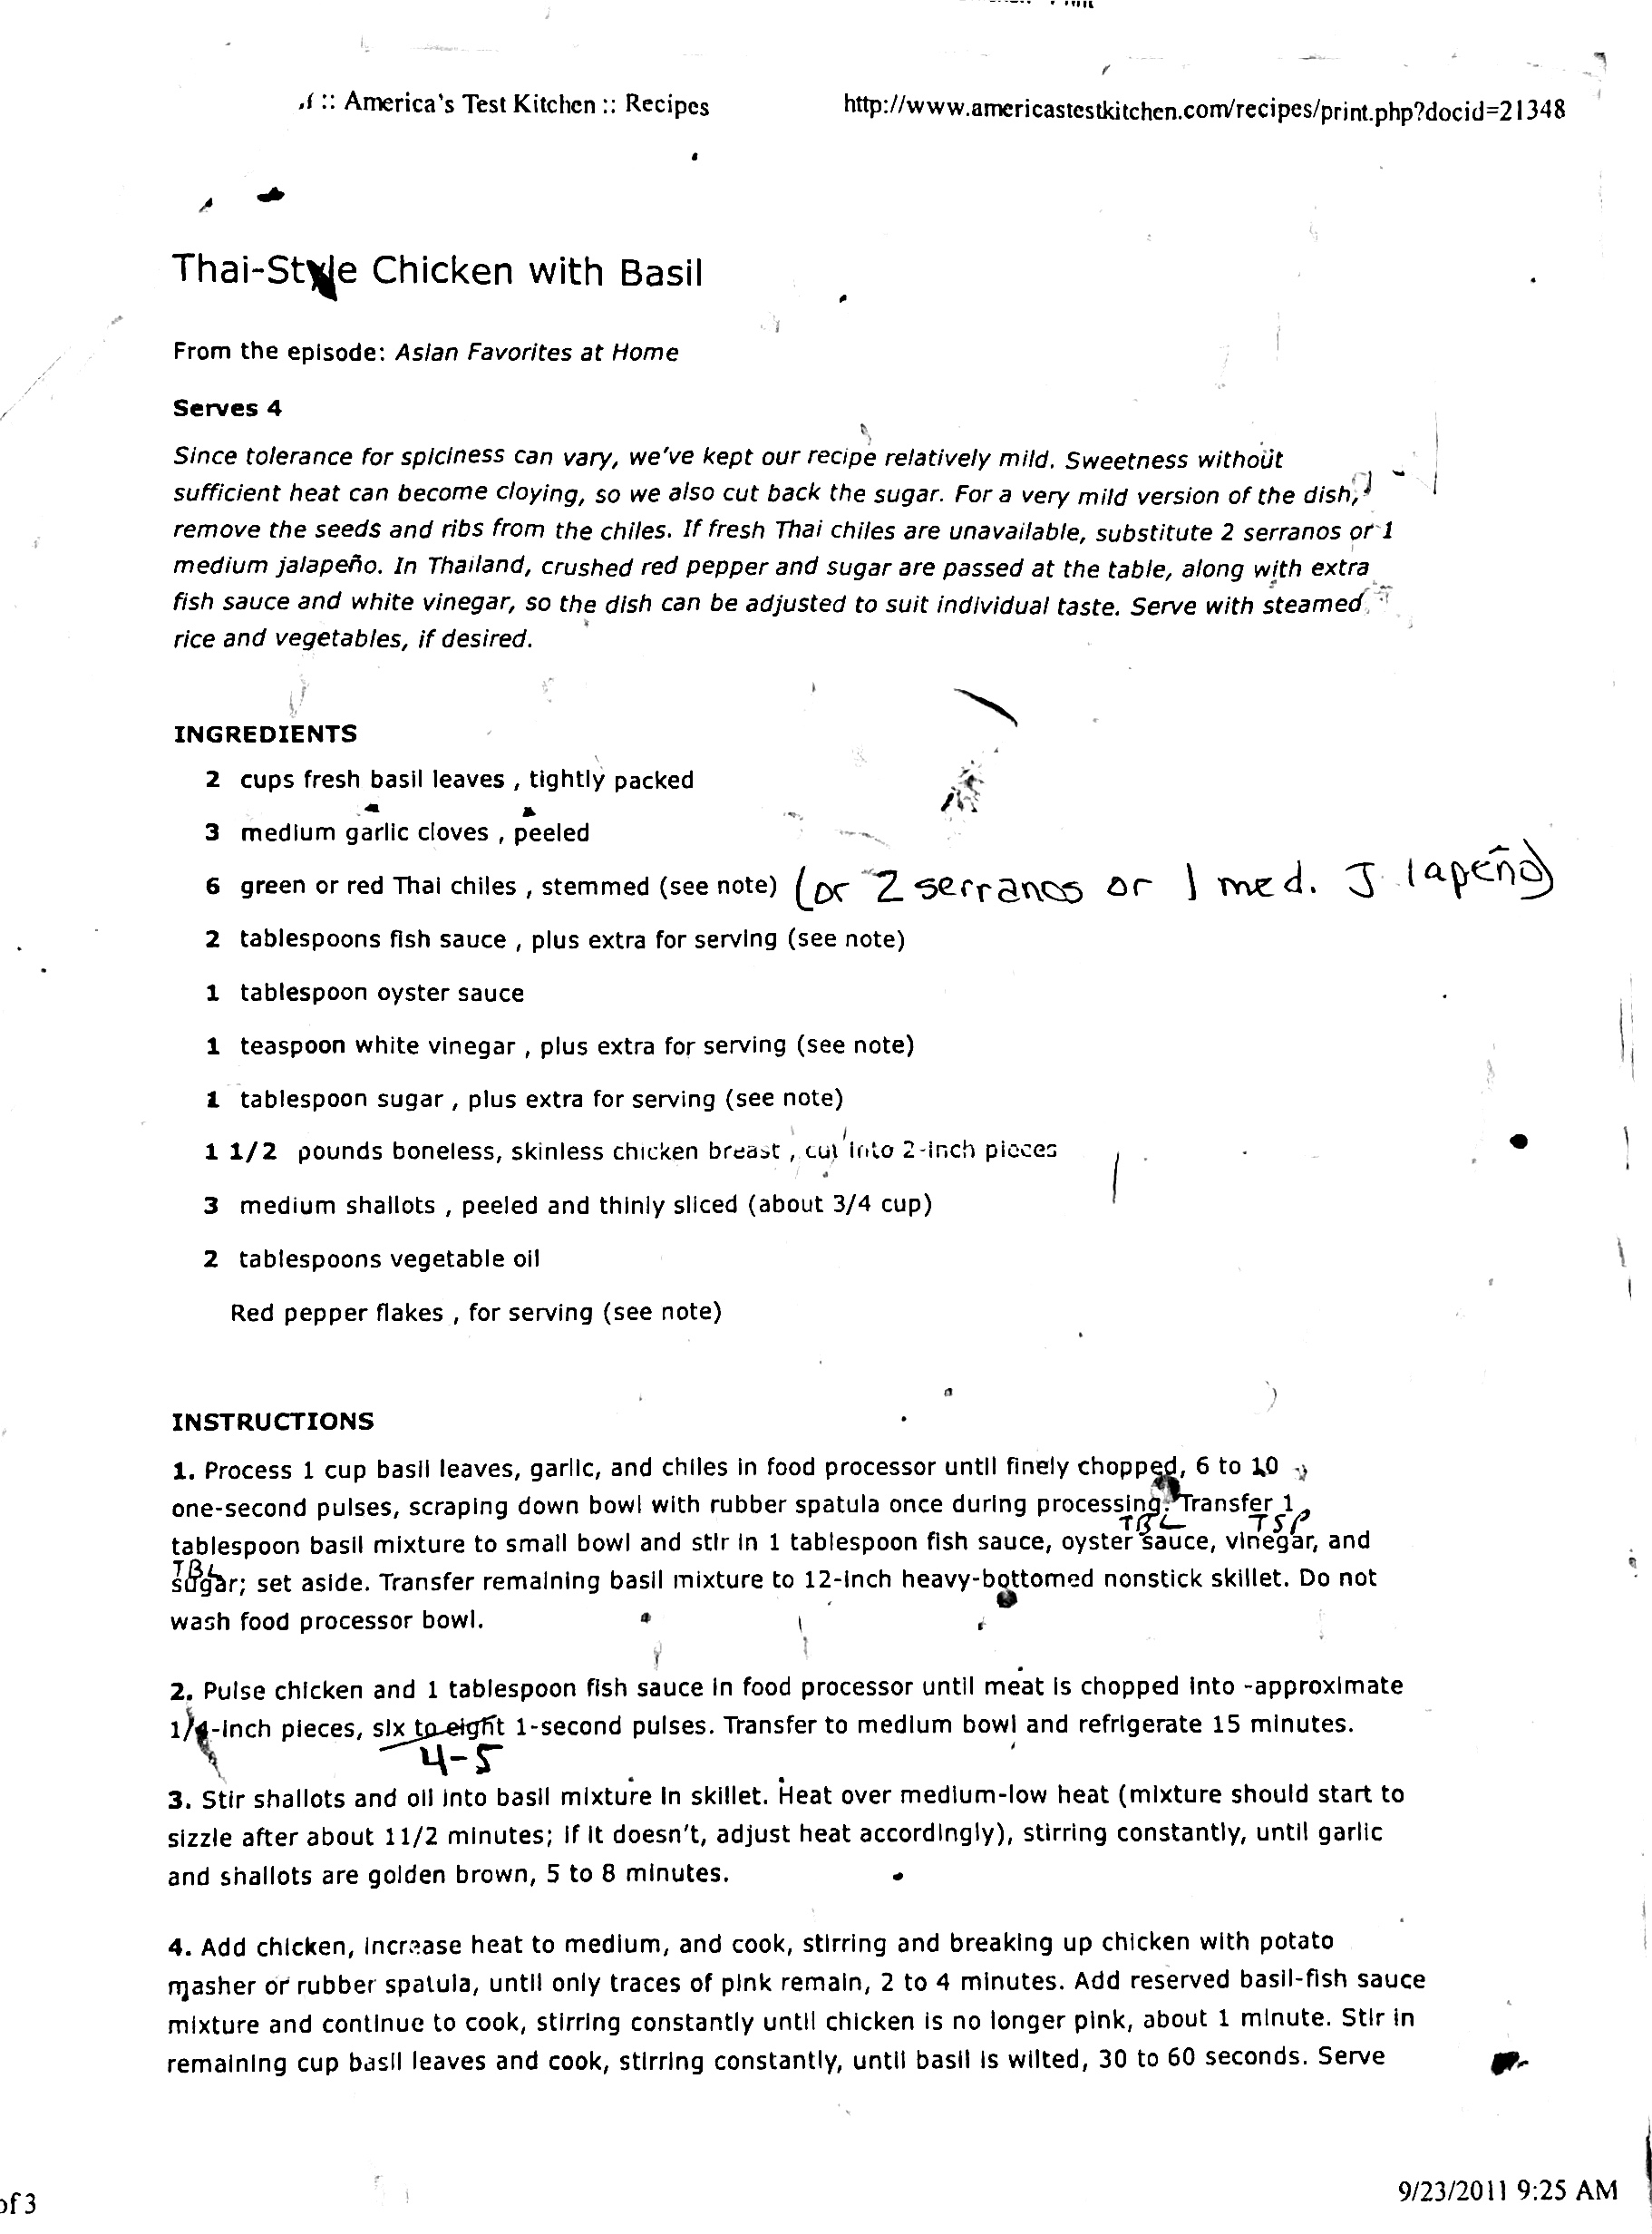 :: America's Test Kitchen :: Recipes
http://www.americastestkitchen.com/recipes/print.php?docid=21348
Thai-Style Chicken with Basil
From the episode: Asian Favorites at Home
Serves 4
Since tolerance for spiciness can vary, we've kept our recipe relatively mild. Sweetness without
sufficient heat can become cloying, so we also cut back the sugar. For a very mild version of the dish,
remove the seeds and ribs from the chiles. If fresh Thai chiles are unavailable, substitute 2 serranos or 1
medium jalapeño. In Thailand, crushed red pepper and sugar are passed at the table, along with extra
fish sauce and white vinegar, so the dish can be adjusted to suit individual taste. Serve with steamed
rice and vegetables, if desired.
INGREDIENTS
2 cups fresh basil leaves , tightly packed
3 medium garlic cloves , peeled
6 green or red Thai chiles , stemmed (see note) (or 2 serranos or 1 med. J lapeño)
2 tablespoons fish sauce , plus extra for serving (see note)
1 tablespoon oyster sauce
1 teaspoon white vinegar , plus extra for serving (see note)
1 tablespoon sugar , plus extra for serving (see note)
1 1/2 pounds boneless, skinless chicken breast , cut into 2-inch pieces
3 medium shallots , peeled and thinly sliced (about 3/4 cup)
2 tablespoons vegetable oil
Red pepper flakes , for serving (see note)
INSTRUCTIONS
1. Process 1 cup basil leaves, garlic, and chiles in food processor until finely chopped, 6 to 10
one-second pulses, scraping down bowl with rubber spatula once during processing. Transfer 1
TBL TSP
tablespoon basil mixture to small bowl and stir in 1 tablespoon fish sauce, oyster sauce, vinegar, and
TBL
sugar; set aside. Transfer remaining basil mixture to 12-inch heavy-bottomed nonstick skillet. Do not
wash food processor bowl.
2. Pulse chicken and 1 tablespoon fish sauce in food processor until meat is chopped into -approximate
1/4-inch pieces, six to eight 1-second pulses. Transfer to medium bowl and refrigerate 15 minutes.
4-5
3. Stir shallots and oil into basil mixture in skillet. Heat over medium-low heat (mixture should start to
sizzle after about 11/2 minutes; if it doesn't, adjust heat accordingly), stirring constantly, until garlic
and shallots are golden brown, 5 to 8 minutes.
4. Add chicken, increase heat to medium, and cook, stirring and breaking up chicken with potato
masher or rubber spatula, until only traces of pink remain, 2 to 4 minutes. Add reserved basil-fish sauce
mixture and continue to cook, stirring constantly until chicken is no longer pink, about 1 minute. Stir in
remaining cup basil leaves and cook, stirring constantly, until basil is wilted, 30 to 60 seconds. Serve
of 3
9/23/2011 9:25 AM